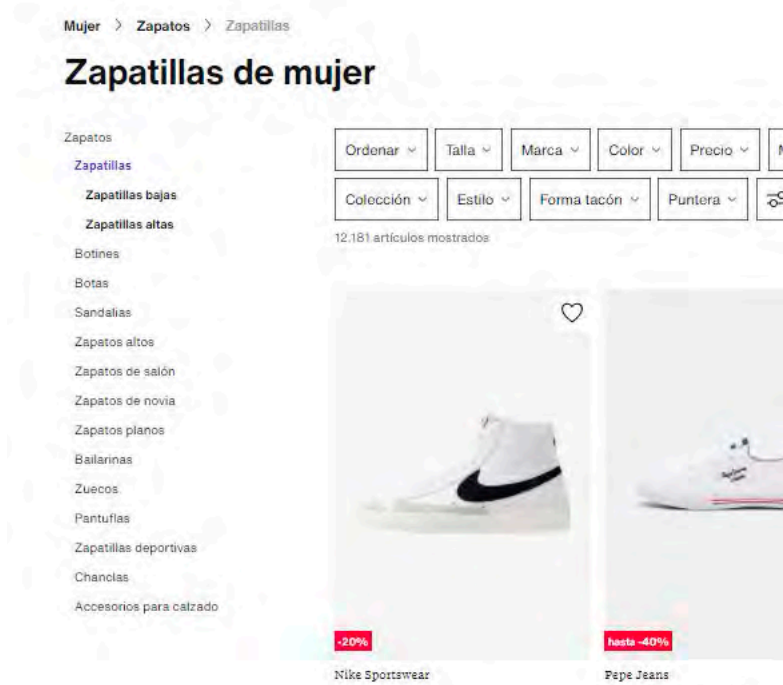 Mujer > Zapatos > Zapatillas
Zapatillas de mujer
Zapatos
Zapatillas
Zapatillas bajas
Zapatillas altas
Botines
Botas
Sandalias
Zapatos altos
Zapatos de salón
Zapatos de novia
Zapatos planos
Bailarinas
Zuecos
Pantuflas
Zapatillas deportivas
Chanclas
Accesorios para calzado
Ordenar Talla Marca Color Precio
Colección Estilo Forma tacón Puntera
12.181 artículos mostrados
-20% hasta -40%
Nike Sportswear Pepe Jeans